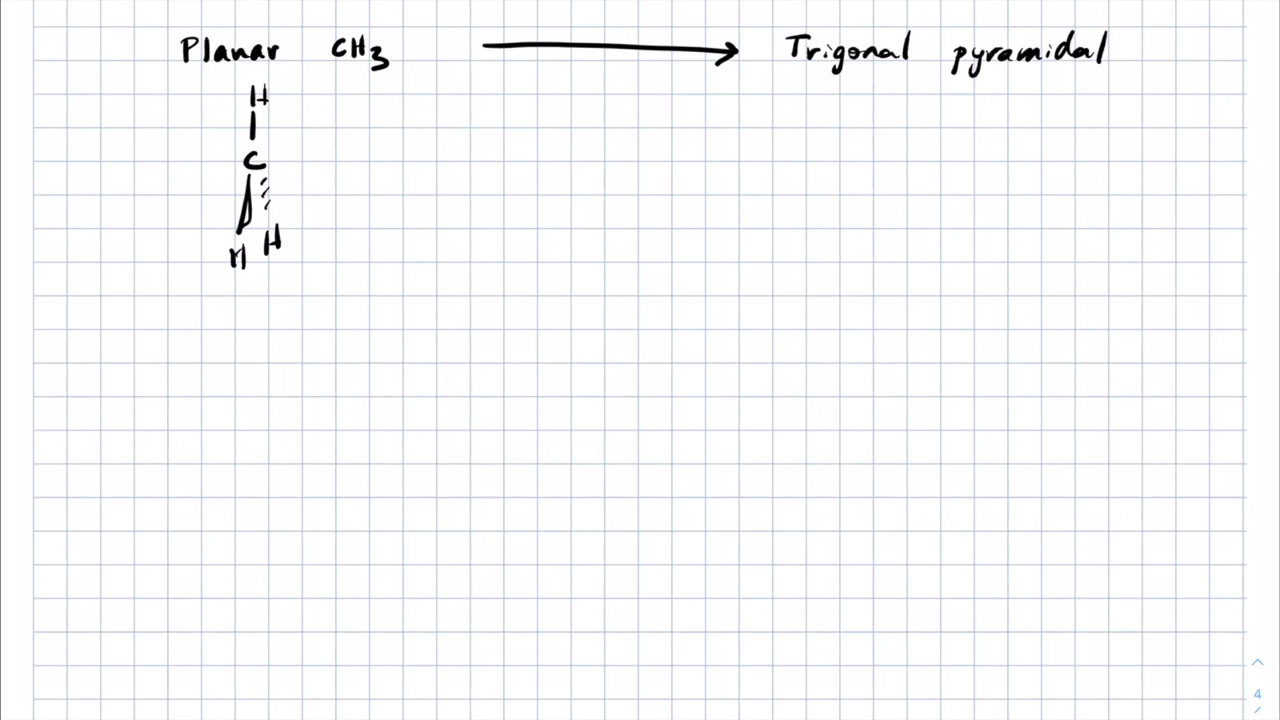 Planar CH3 → Trigonal pyramidal
H
C
H H
4